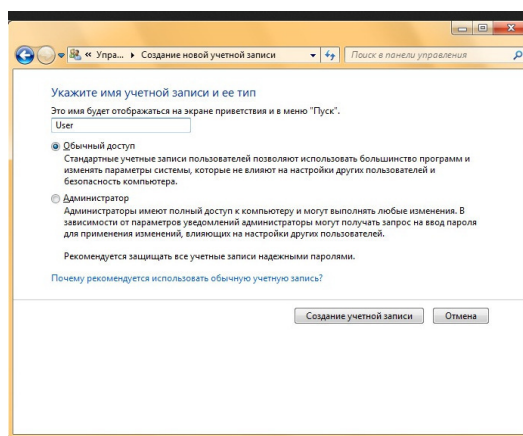 « Упра... ▸ Создание новой учетной записи
Поиск в панели управления
Укажите имя учетной записи и ее тип
Это имя будет отображаться на экране приветствия и в меню "Пуск".
User
Обычный доступ
Стандартные учетные записи пользователей позволяют использовать большинство программ и
изменять параметры системы, которые не влияют на настройки других пользователей и
безопасность компьютера.
Администратор
Администраторы имеют полный доступ к компьютеру и могут выполнять любые изменения. В
зависимости от параметров уведомлений администраторы могут получать запрос на ввод пароля
для применения изменений, влияющих на настройки других пользователей.
Рекомендуется защищать все учетные записи надежными паролями.
Почему рекомендуется использовать обычную учетную запись?
Создание учетной записи
Отмена